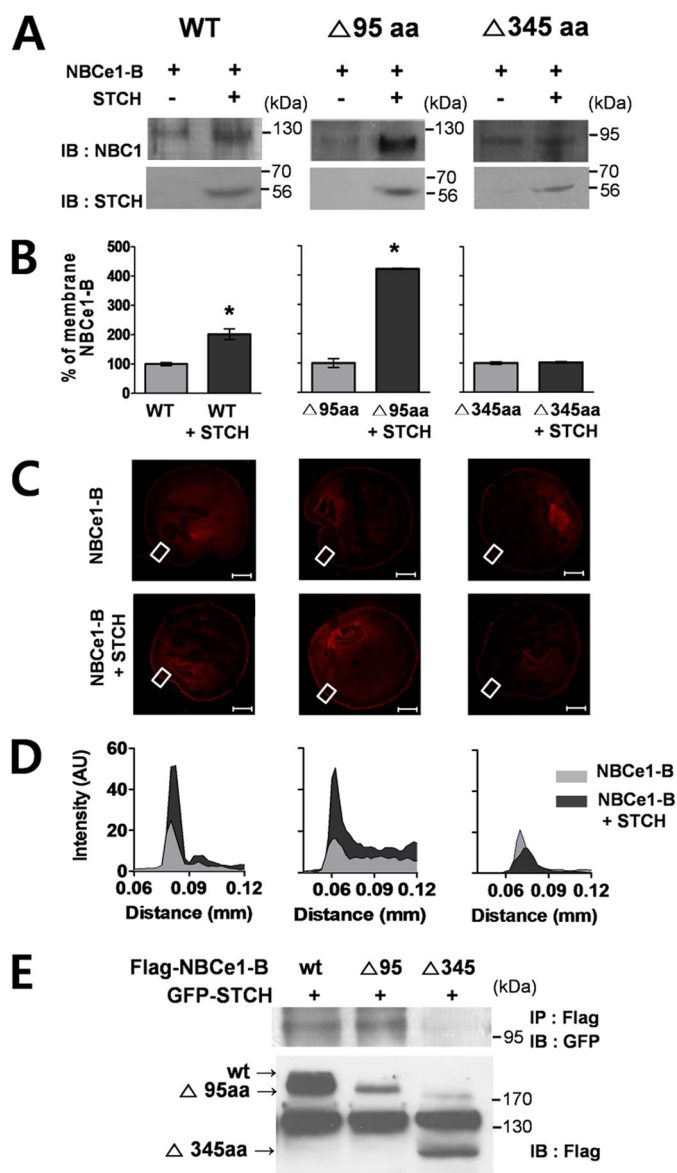 A
WT
△95 aa
△345 aa
NBCe1-B + + + + + +
STCH - + (kDa) - + (kDa) - + (kDa)
IB : NBC1 -130 -130 -95
IB : STCH -70 -56 70 56 70 56
B
% of membrane NBCe1-B
500
400
300
200
100
0
*
*
WT
WT + STCH
△95aa
△95aa + STCH
△345aa
△345aa + STCH
C
NBCe1-B
NBCe1-B + STCH
D
Intensity (AU)
60
40
20
0
0.06 0.09 0.12
0.06 0.09 0.12
0.06 0.09 0.12
Distance (mm)
Distance (mm)
Distance (mm)
NBCe1-B
NBCe1-B + STCH
E
Flag-NBCe1-B wt △95 △345
GFP-STCH + + + (kDa)
-95
IP : Flag
IB : GFP
wt →
△ 95aa →
-170
-130
△ 345aa →
IB : Flag